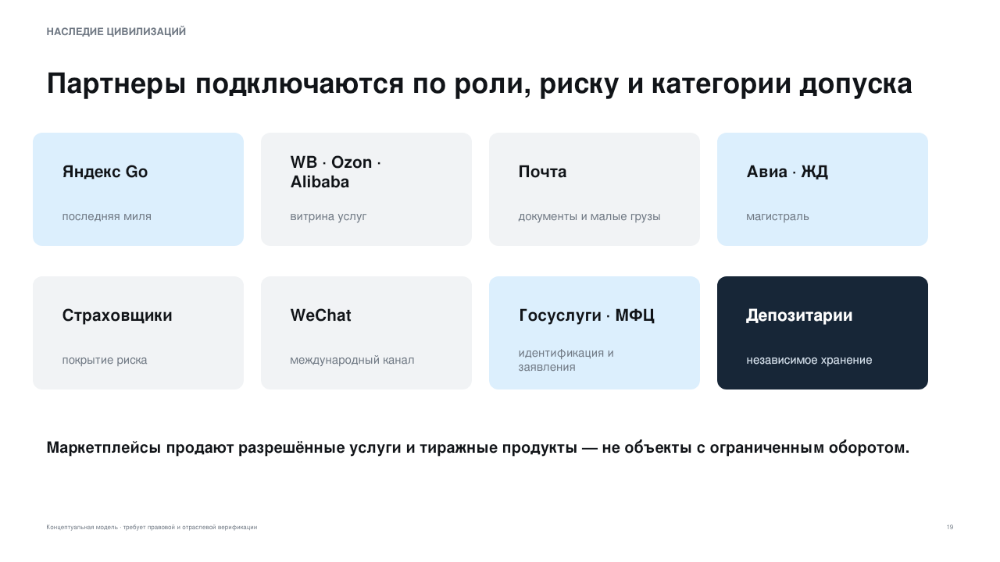 НАСЛЕДИЕ ЦИВИЛИЗАЦИЙ
Партнеры подключаются по роли, риску и категории допуска
Яндекс Go
последняя миля
WB · Ozon ·
Alibaba
витрина услуг
Почта
документы и малые грузы
Авиа · ЖД
магистраль
Страховщики
покрытие риска
WeChat
международный канал
Госуслуги · МФЦ
идентификация и
заявления
Депозитарии
независимое хранение
Маркетплейсы продают разрешённые услуги и тиражные продукты — не объекты с ограниченным оборотом.
Концептуальная модель · требует правовой и отраслевой верификации
19